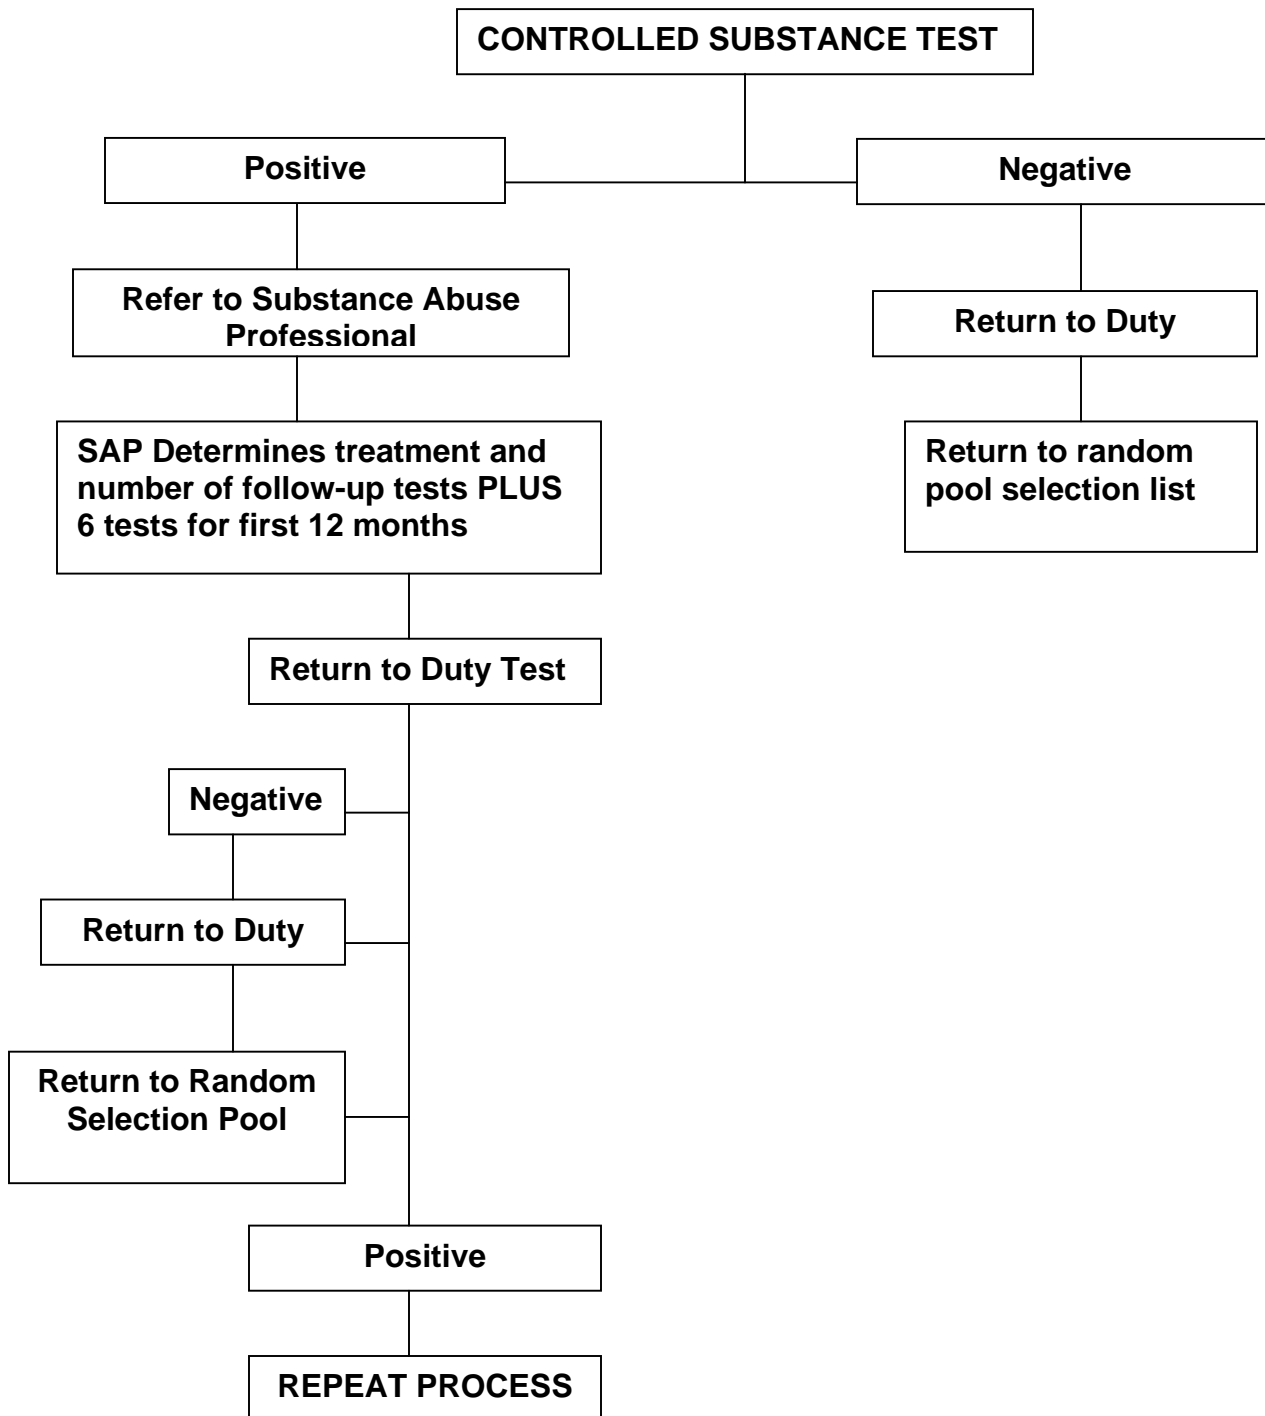 CONTROLLED SUBSTANCE TEST
Positive
Negative
Refer to Substance Abuse
Professional
Return to Duty
SAP Determines treatment and
number of follow-up tests PLUS
6 tests for first 12 months
Return to random
pool selection list
Return to Duty Test
Negative
Return to Duty
Return to Random
Selection Pool
Positive
REPEAT PROCESS